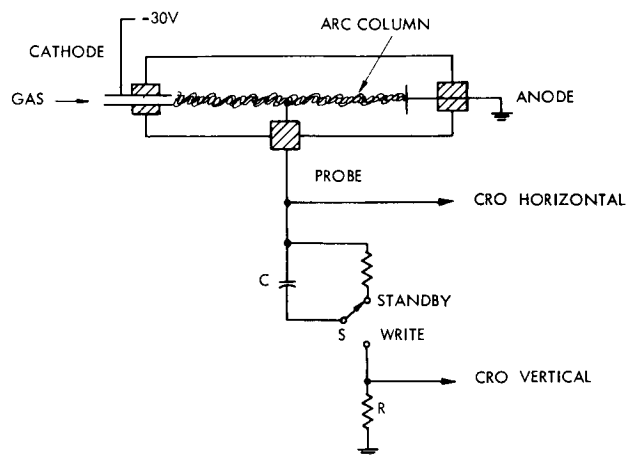 -30V
ARC COLUMN
CATHODE
GAS
ANODE
PROBE
CRO HORIZONTAL
C
STANDBY
S
WRITE
CRO VERTICAL
R